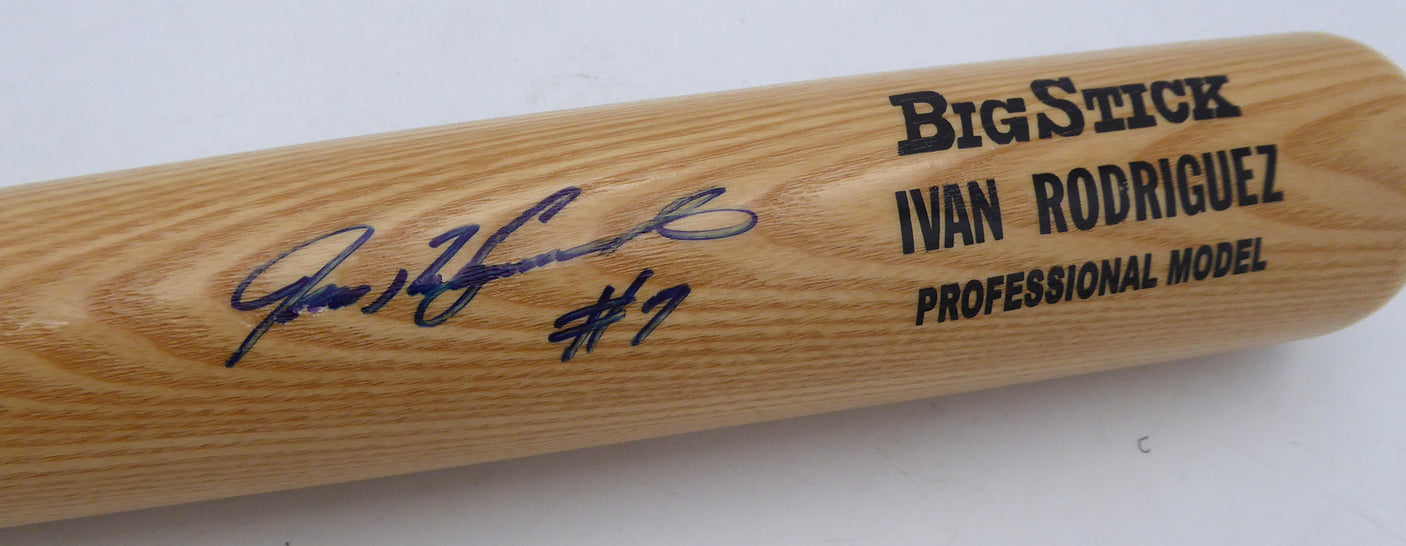 BIG STICK
IVAN RODRIGUEZ
PROFESSIONAL MODEL
#7